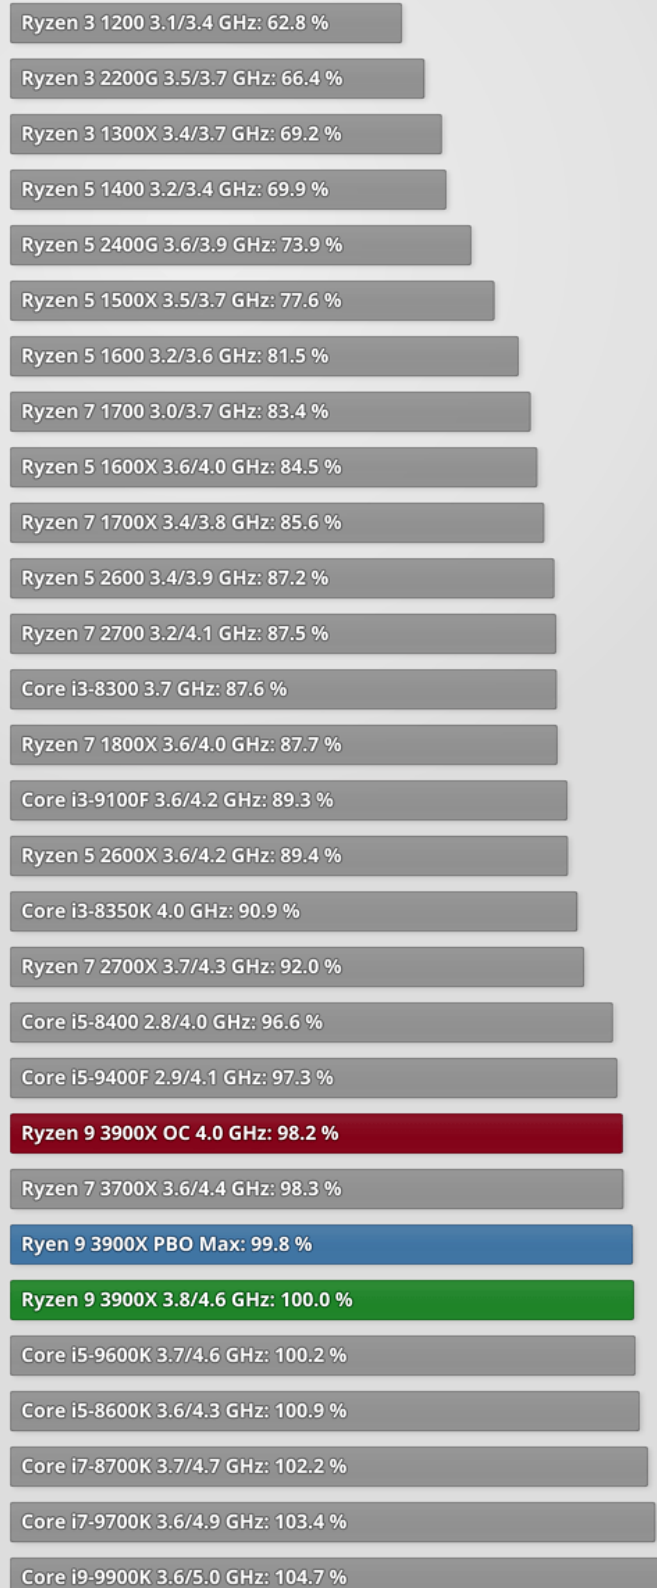 Ryzen 3 1200 3.1/3.4 GHz: 62.8 %
Ryzen 3 2200G 3.5/3.7 GHz: 66.4 %
Ryzen 3 1300X 3.4/3.7 GHz: 69.2 %
Ryzen 5 1400 3.2/3.4 GHz: 69.9 %
Ryzen 5 2400G 3.6/3.9 GHz: 73.9 %
Ryzen 5 1500X 3.5/3.7 GHz: 77.6 %
Ryzen 5 1600 3.2/3.6 GHz: 81.5 %
Ryzen 7 1700 3.0/3.7 GHz: 83.4 %
Ryzen 5 1600X 3.6/4.0 GHz: 84.5 %
Ryzen 7 1700X 3.4/3.8 GHz: 85.6 %
Ryzen 5 2600 3.4/3.9 GHz: 87.2 %
Ryzen 7 2700 3.2/4.1 GHz: 87.5 %
Core i3-8300 3.7 GHz: 87.6 %
Ryzen 7 1800X 3.6/4.0 GHz: 87.7 %
Core i3-9100F 3.6/4.2 GHz: 89.3 %
Ryzen 5 2600X 3.6/4.2 GHz: 89.4 %
Core i3-8350K 4.0 GHz: 90.9 %
Ryzen 7 2700X 3.7/4.3 GHz: 92.0 %
Core i5-8400 2.8/4.0 GHz: 96.6 %
Core i5-9400F 2.9/4.1 GHz: 97.3 %
Ryzen 9 3900X OC 4.0 GHz: 98.2 %
Ryzen 7 3700X 3.6/4.4 GHz: 98.3 %
Ryen 9 3900X PBO Max: 99.8 %
Ryzen 9 3900X 3.8/4.6 GHz: 100.0 %
Core i5-9600K 3.7/4.6 GHz: 100.2 %
Core i5-8600K 3.6/4.3 GHz: 100.9 %
Core i7-8700K 3.7/4.7 GHz: 102.2 %
Core i7-9700K 3.6/4.9 GHz: 103.4 %
Core i9-9900K 3.6/5.0 GHz: 104.7 %